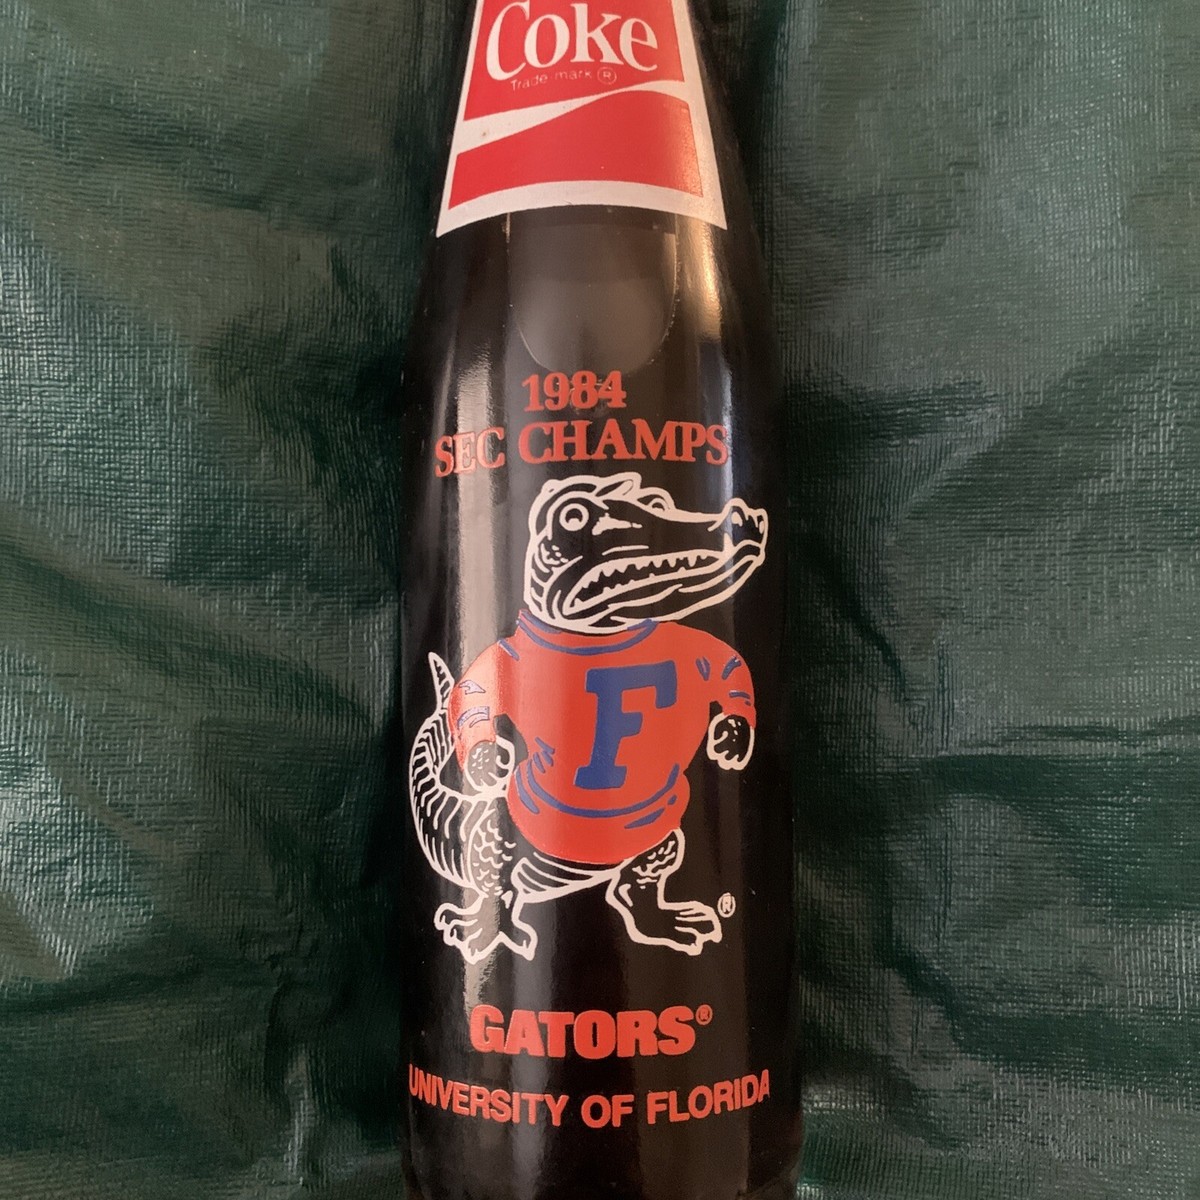 Coke
Trade-mark ®
1984
SEC CHAMPS
F
®
GATORS®
UNIVERSITY OF FLORIDA